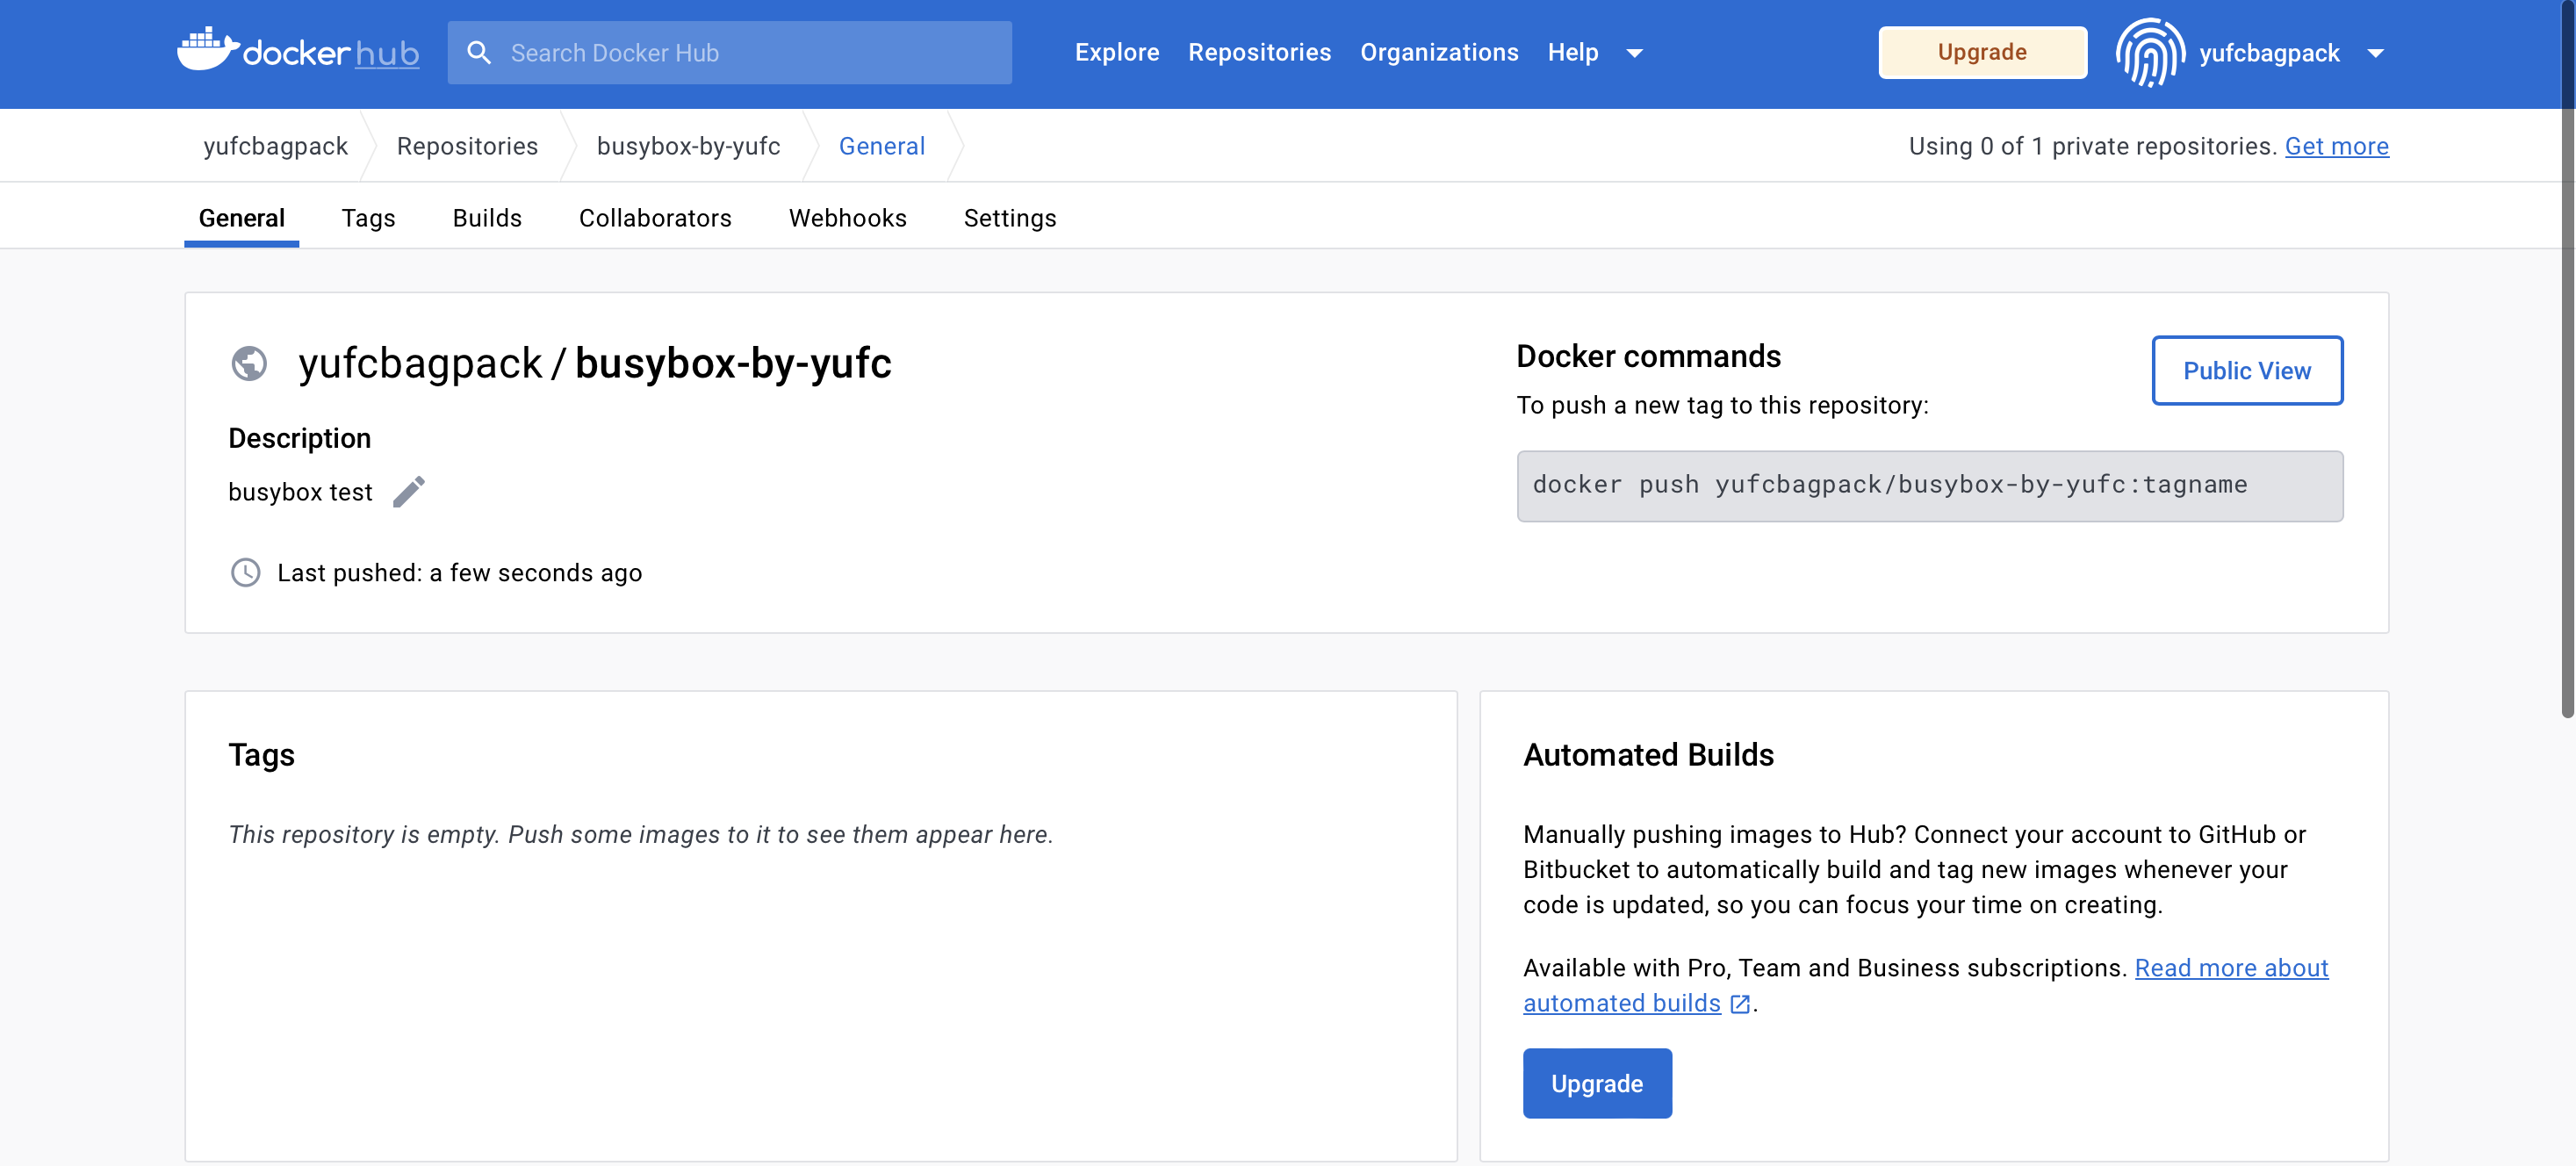 docker hub
Search Docker Hub
Explore Repositories Organizations Help
Upgrade
yufcbagpack
yufcbagpack Repositories busybox-by-yufc General
Using 0 of 1 private repositories. Get more
General Tags Builds Collaborators Webhooks Settings
yufcbagpack / busybox-by-yufc
Description
busybox test
Last pushed: a few seconds ago
Docker commands
Public View
To push a new tag to this repository:
docker push yufcbagpack/busybox-by-yufc:tagname
Tags
This repository is empty. Push some images to it to see them appear here.
Automated Builds
Manually pushing images to Hub? Connect your account to GitHub or
Bitbucket to automatically build and tag new images whenever your
code is updated, so you can focus your time on creating.
Available with Pro, Team and Business subscriptions. Read more about
automated builds .
Upgrade